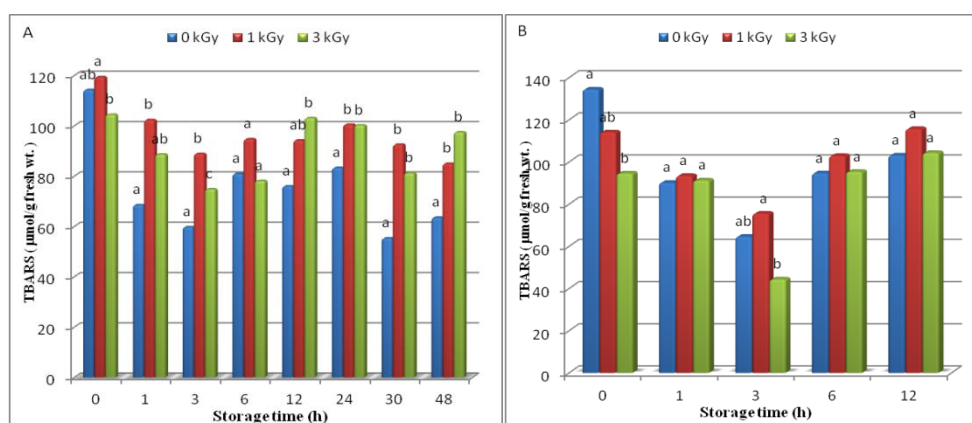 A
0 kGy 1 kGy 3 kGy
TBARS ( µmol/g fresh wt.)
120
100
80
60
40
20
0
ab a b
a b ab
a b c
a a a
a ab b
a b b
a b b
a b b
0 1 3 6 12 24 30 48
Storage time (h)
B
0 kGy 1 kGy 3 kGy
TBARS ( µmol/g fresh wt.)
140
120
100
80
60
40
20
0
a ab b
a a a
ab a b
a a a
a a a
0 1 3 6 12
Storage time (h)